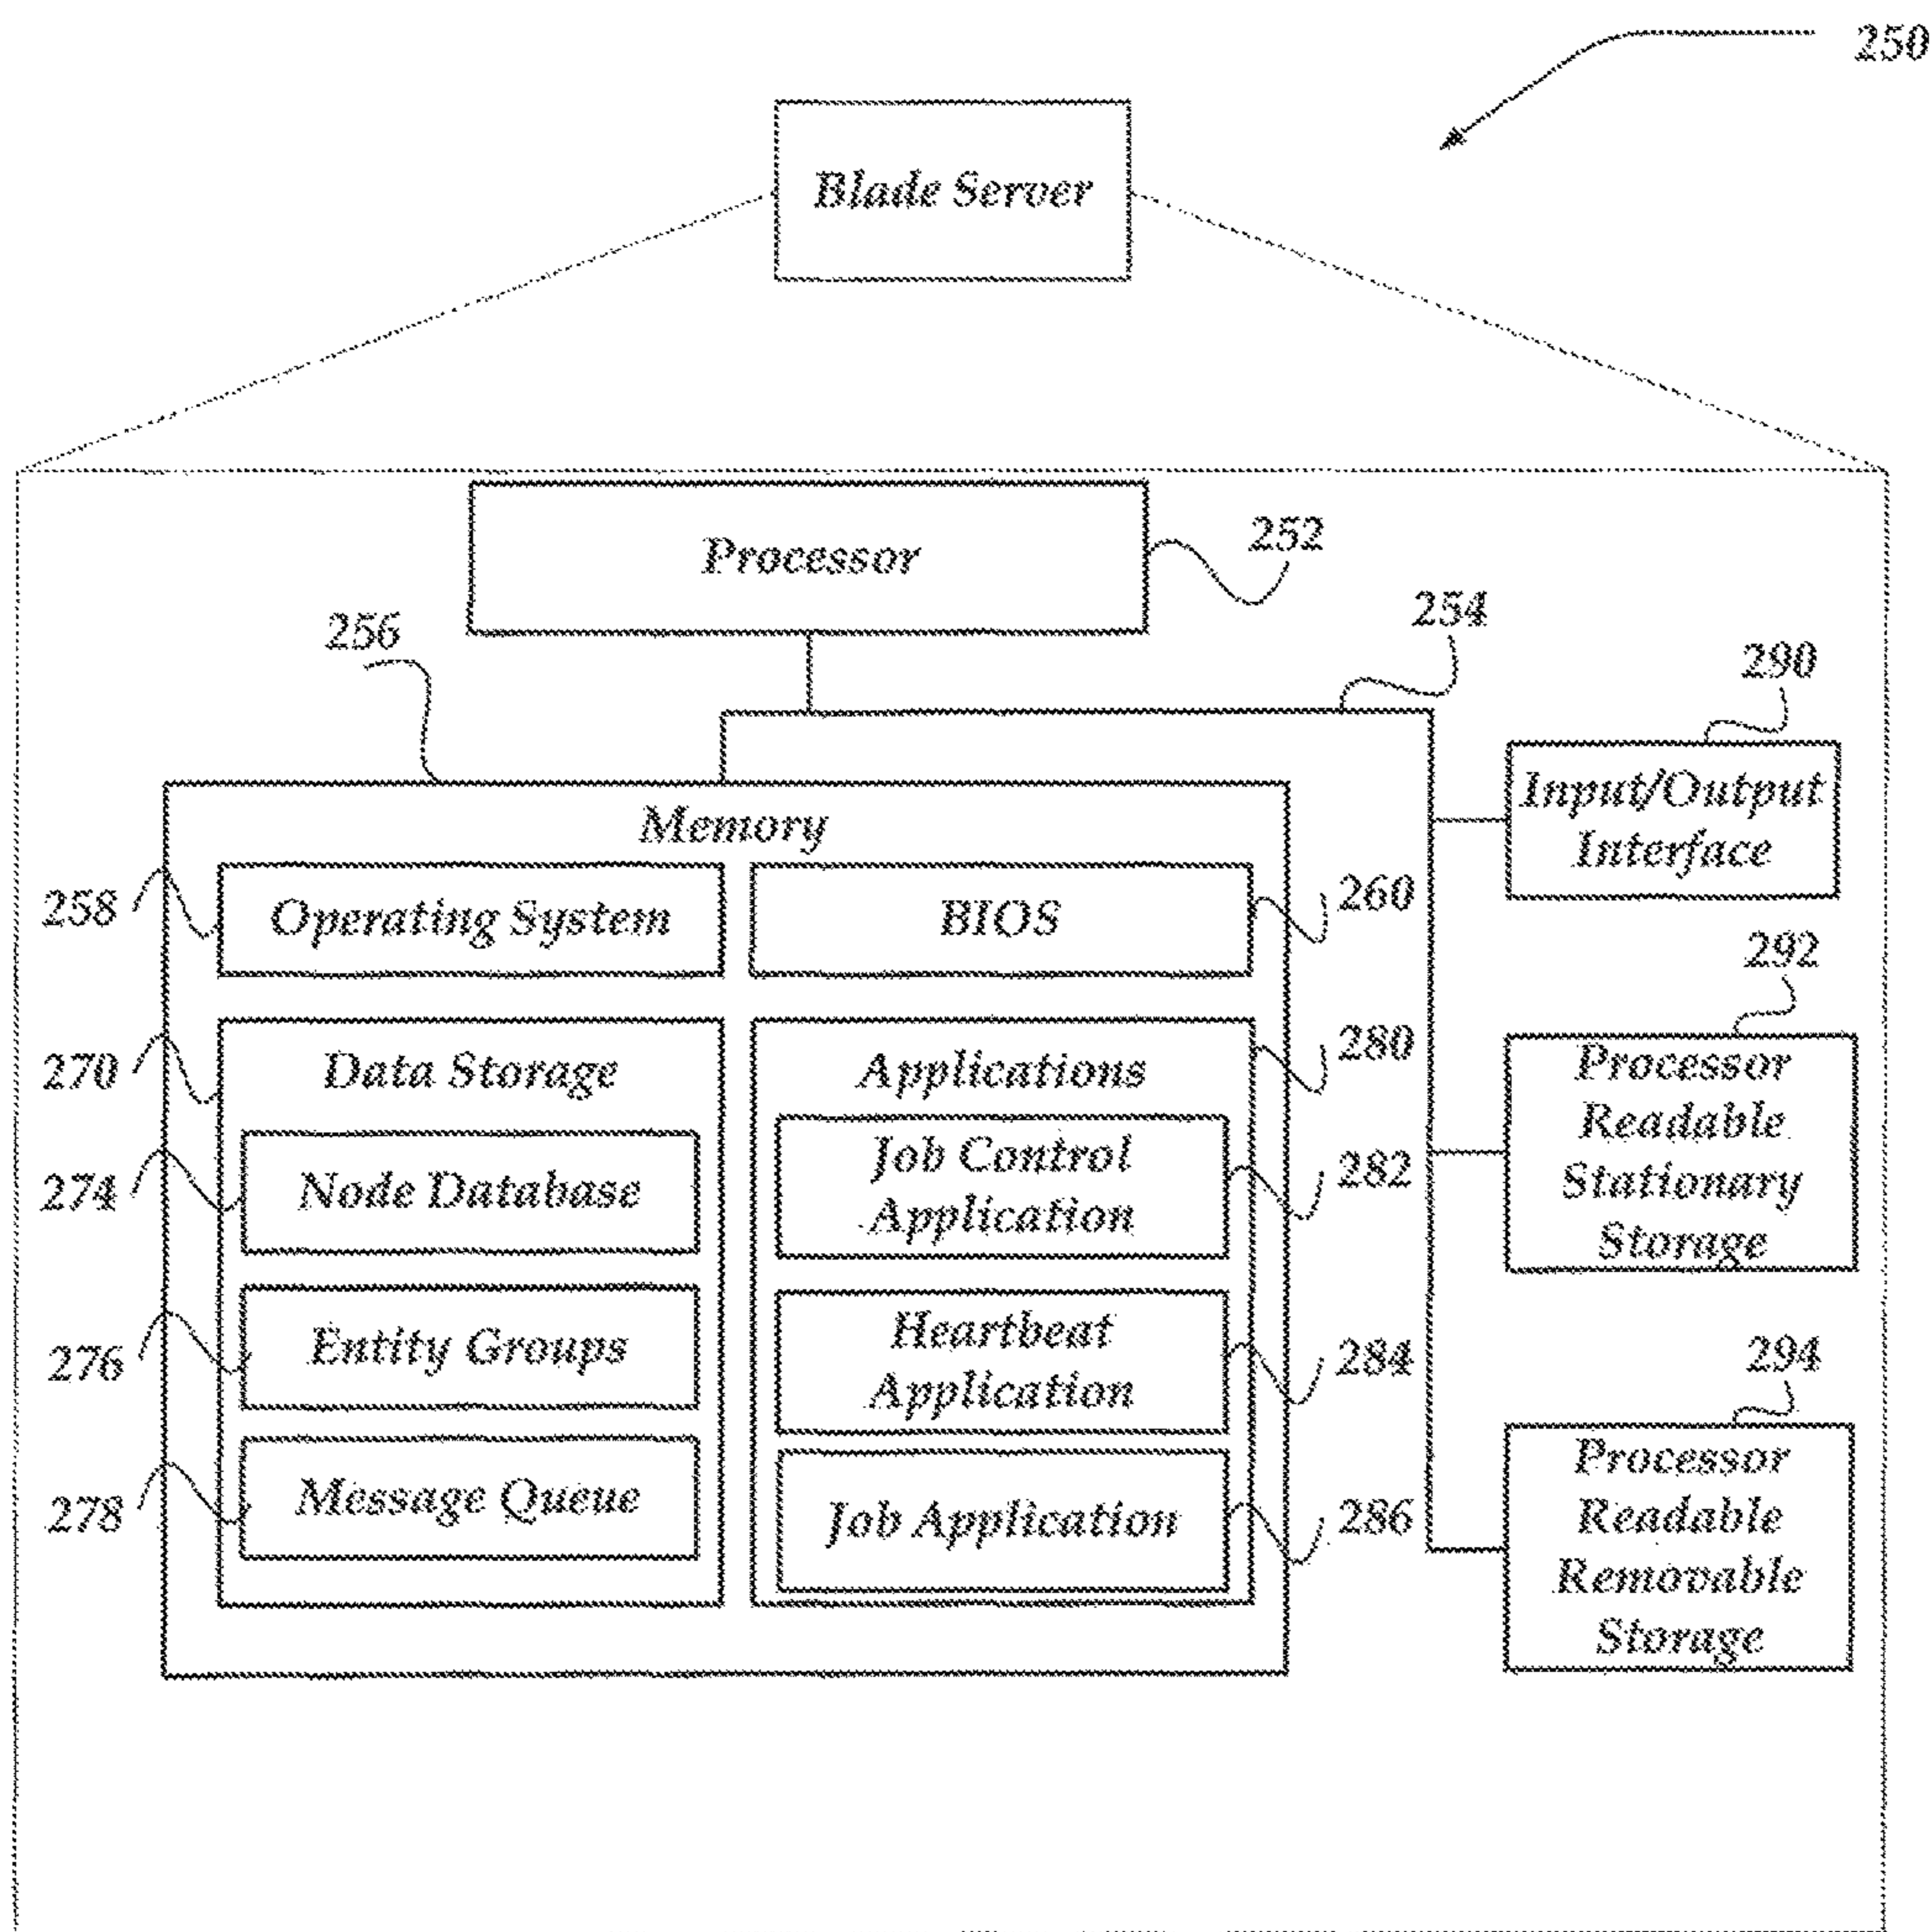 250
Blade Server
Processor
252
256
254
290
Input/Output
Interface
Memory
258
Operating System
BIOS
260
292
Processor
Readable
Stationary
Storage
270
Data Storage
Applications
280
274
Node Database
Job Control
Application
282
276
Entity Groups
Heartbeat
Application
284
294
Processor
Readable
Removable
Storage
278
Message Queue
Job Application
286